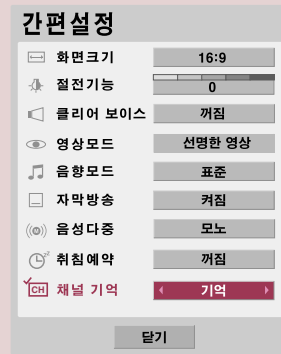 간편설정
화면크기 16:9
절전기능 0
클리어 보이스 꺼짐
영상모드 선명한 영상
음향모드 표준
자막방송 켜짐
음성다중 모노
취침예약 꺼짐
CH 채널 기억 기억
닫기